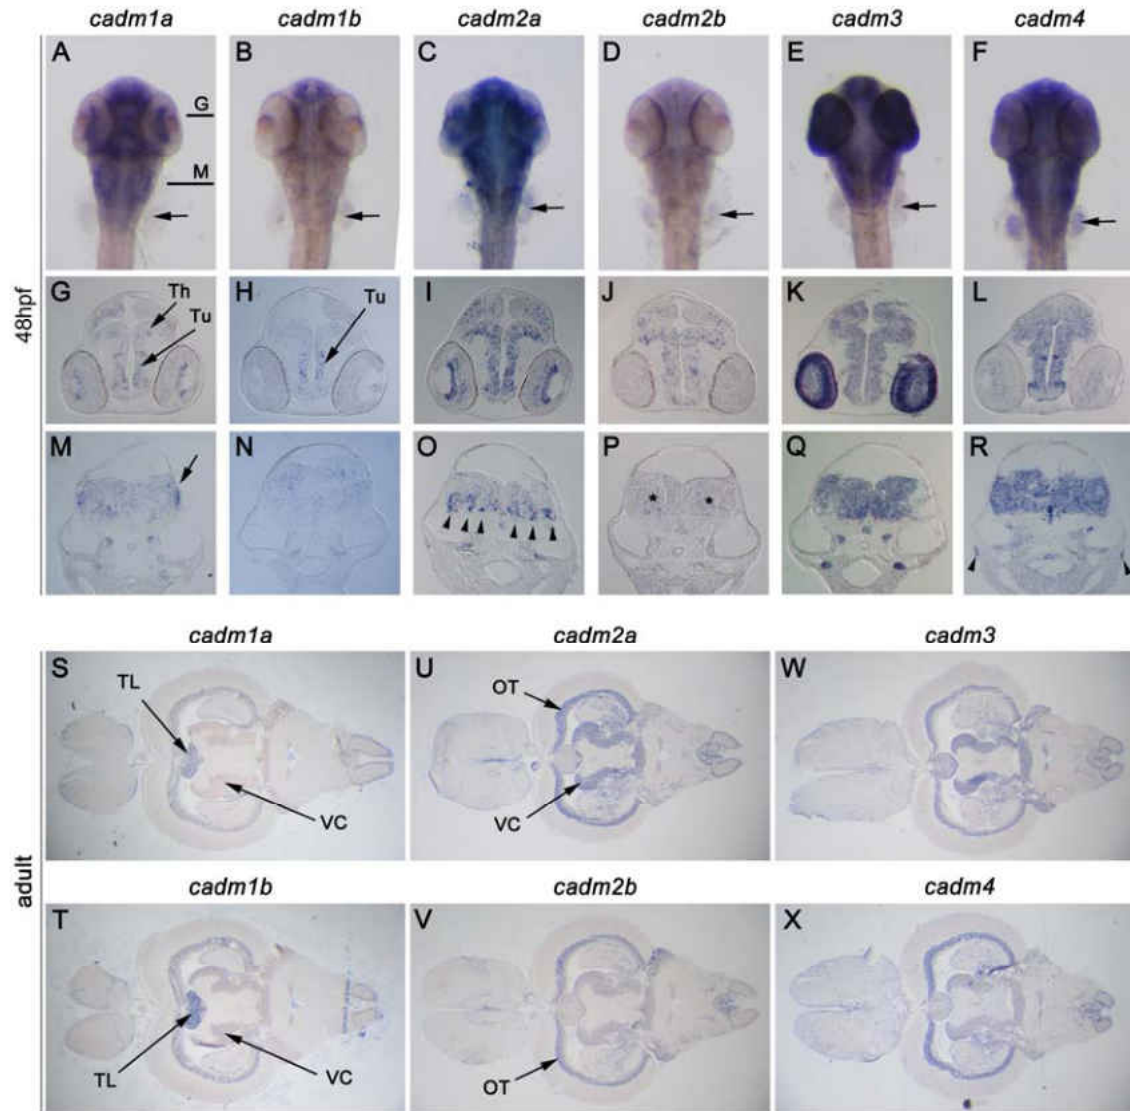 cadm1a cadm1b cadm2a cadm2b cadm3 cadm4
A B C D E F
G
M
48hpf
G Th Tu H Tu I J K L
M N O P * * Q R
cadm1a cadm2a cadm3
S TL VC U OT VC W
adult
cadm1b cadm2b cadm4
T TL VC V OT X